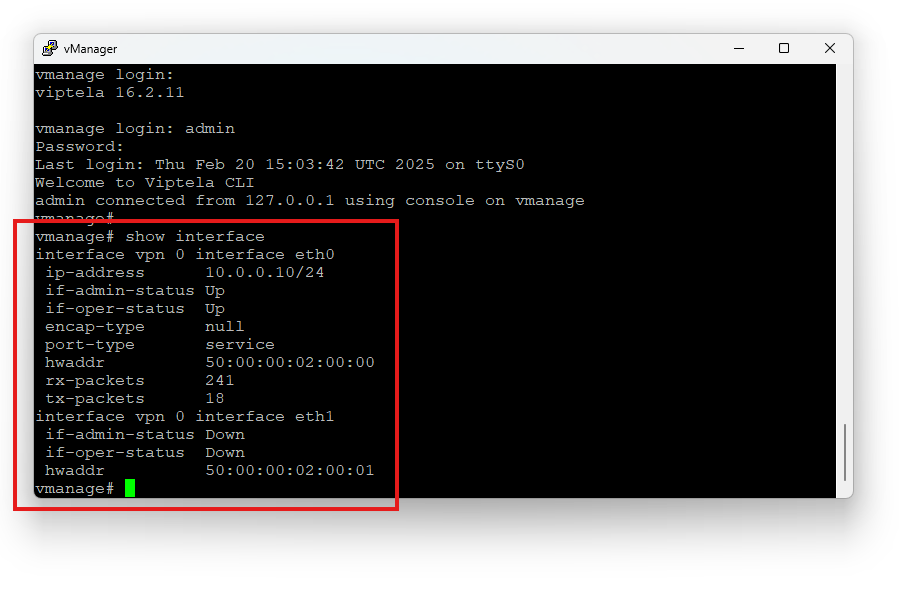 vManager
vmanage login:
viptela 16.2.11
vmanage login: admin
Password:
Last login: Thu Feb 20 15:03:42 UTC 2025 on ttyS0
Welcome to Viptela CLI
admin connected from 127.0.0.1 using console on vmanage
vmanage#
vmanage# show interface
interface vpn 0 interface eth0
 ip-address      10.0.0.10/24
 if-admin-status Up
 if-oper-status  Up
 encap-type      null
 port-type       service
 hwaddr          50:00:00:02:00:00
 rx-packets      241
 tx-packets      18
interface vpn 0 interface eth1
 if-admin-status Down
 if-oper-status  Down
 hwaddr          50:00:00:02:00:01
vmanage#